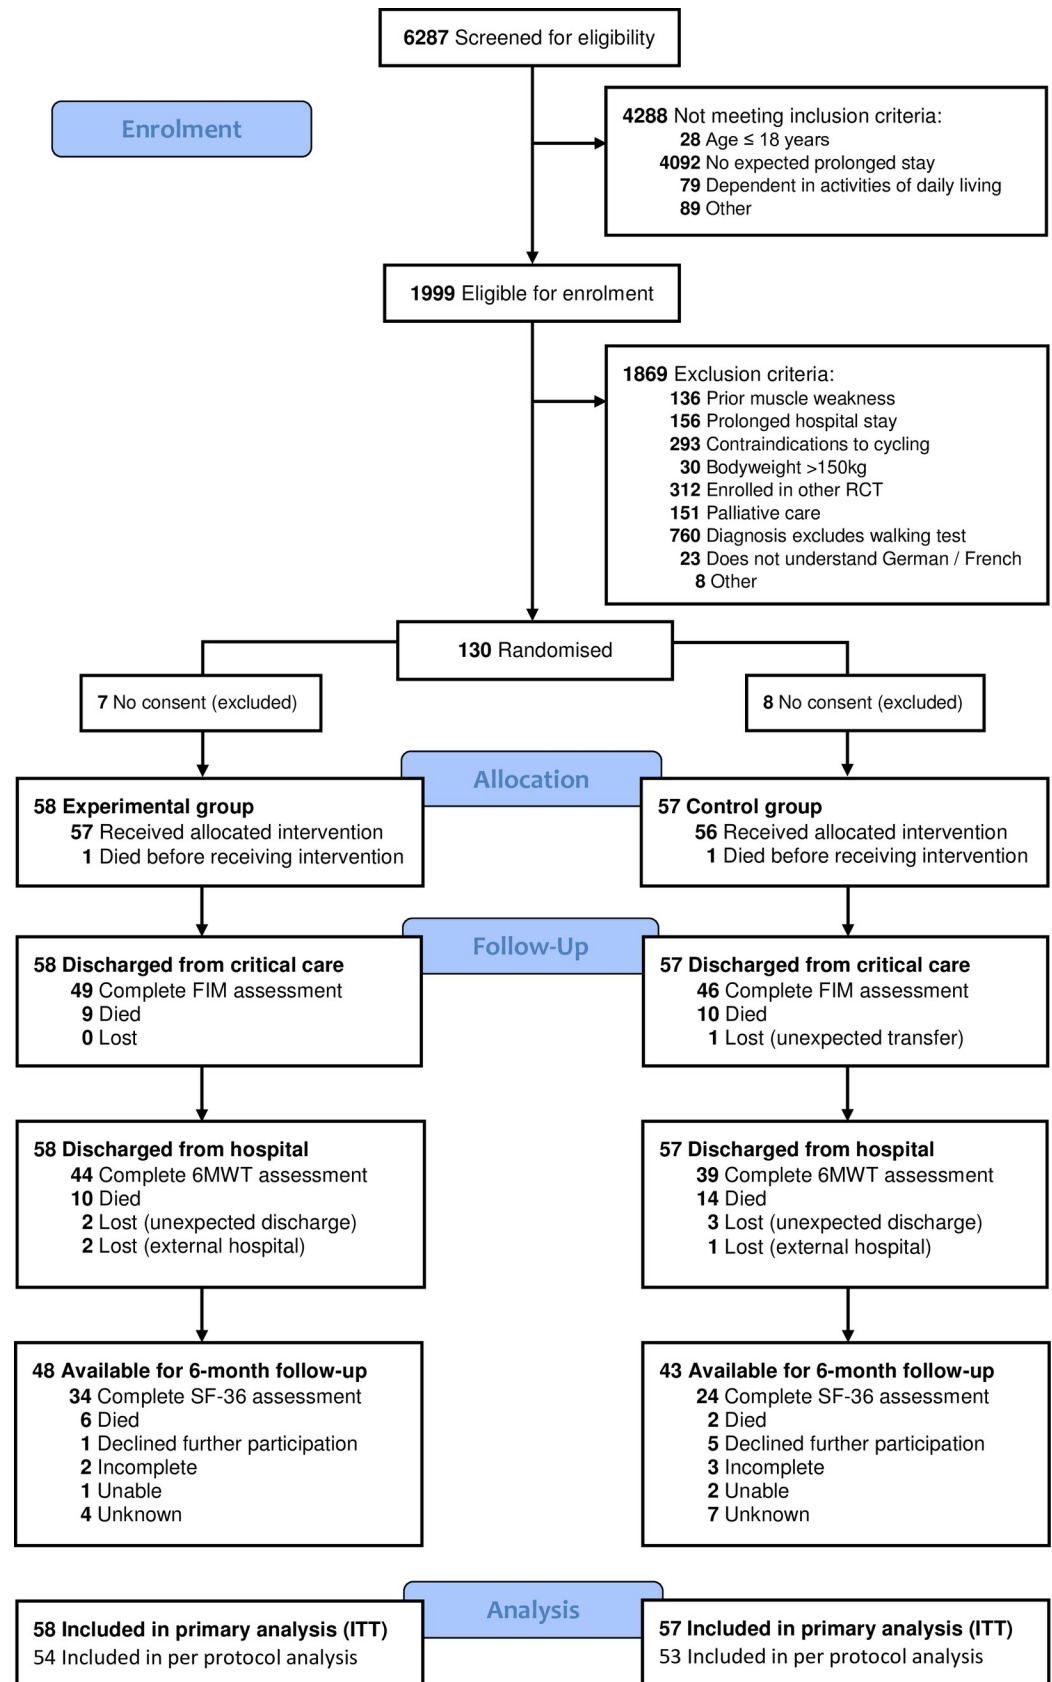 6287 Screened for eligibility
Enrolment
4288 Not meeting inclusion criteria:
28 Age ≤ 18 years
4092 No expected prolonged stay
79 Dependent in activities of daily living
89 Other
1999 Eligible for enrolment
1869 Exclusion criteria:
136 Prior muscle weakness
156 Prolonged hospital stay
293 Contraindications to cycling
30 Bodyweight >150kg
312 Enrolled in other RCT
151 Palliative care
760 Diagnosis excludes walking test
23 Does not understand German / French
8 Other
130 Randomised
7 No consent (excluded)
8 No consent (excluded)
Allocation
58 Experimental group
57 Received allocated intervention
1 Died before receiving intervention
57 Control group
56 Received allocated intervention
1 Died before receiving intervention
Follow-Up
58 Discharged from critical care
49 Complete FIM assessment
9 Died
0 Lost
57 Discharged from critical care
46 Complete FIM assessment
10 Died
1 Lost (unexpected transfer)
58 Discharged from hospital
44 Complete 6MWT assessment
10 Died
2 Lost (unexpected discharge)
2 Lost (external hospital)
57 Discharged from hospital
39 Complete 6MWT assessment
14 Died
3 Lost (unexpected discharge)
1 Lost (external hospital)
48 Available for 6-month follow-up
34 Complete SF-36 assessment
6 Died
1 Declined further participation
2 Incomplete
1 Unable
4 Unknown
43 Available for 6-month follow-up
24 Complete SF-36 assessment
2 Died
5 Declined further participation
3 Incomplete
2 Unable
7 Unknown
Analysis
58 Included in primary analysis (ITT)
54 Included in per protocol analysis
57 Included in primary analysis (ITT)
53 Included in per protocol analysis